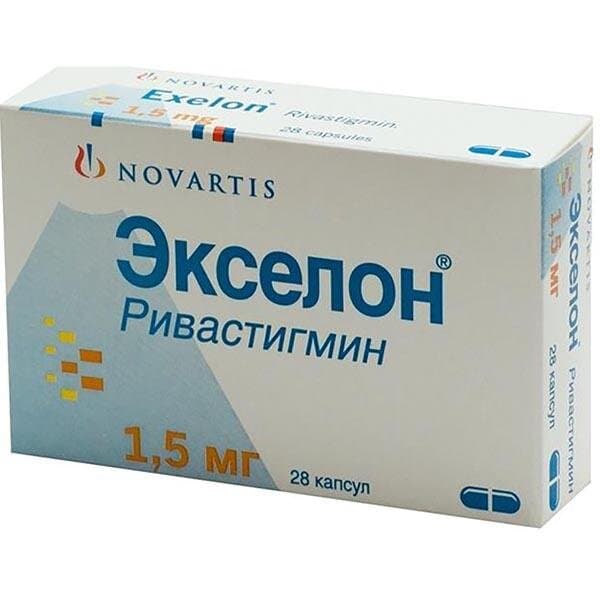 NOVARTIS
Exelon®
Rivastigmin.
1,5 mg
28 capsules
NOVARTIS
Экселон®
Ривастигмин
1,5 мг
28 капсул
NOVARTIS
Экселон
Ривастигмин
1,5 мг
28 капсул